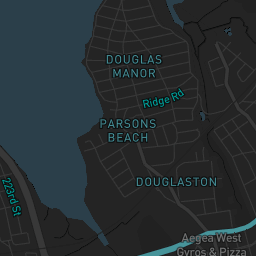 DOUGLAS
MANOR
Ridge Rd
PARSONS
BEACH
223rd St
DOUGLASTON
Aegea West
Gyros & Pizza